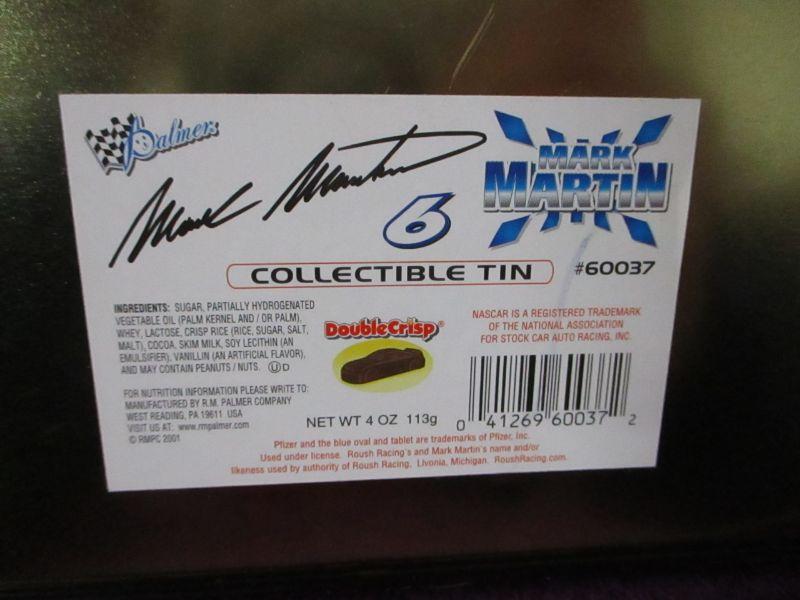 Palmer
Mark Martin
6
MARK
MARTIN
COLLECTIBLE TIN
#60037
INGREDIENTS: SUGAR, PARTIALLY HYDROGENATED
VEGETABLE OIL (PALM KERNEL AND / OR PALM),
WHEY, LACTOSE, CRISP RICE (RICE, SUGAR, SALT,
MALT), COCOA, SKIM MILK, SOY LECITHIN (AN
EMULSIFIER), VANILLIN (AN ARTIFICIAL FLAVOR),
AND MAY CONTAIN PEANUTS / NUTS. Ⓤ D
FOR NUTRITION INFORMATION PLEASE WRITE TO:
MANUFACTURED BY R.M. PALMER COMPANY
WEST READING, PA 19611 USA
VISIT US AT: www.rmpalmer.com
© RMPC 2001
DoubleCrisp®
NET WT 4 OZ 113g
NASCAR IS A REGISTERED TRADEMARK
OF THE NATIONAL ASSOCIATION
FOR STOCK CAR AUTO RACING, INC.
0 41269 60037 2
Pfizer and the blue oval and tablet are trademarks of Pfizer, Inc.
Used under license. Roush Racing's and Mark Martin's name and/or
likeness used by authority of Roush Racing, Livonia, Michigan. RoushRacing.com.